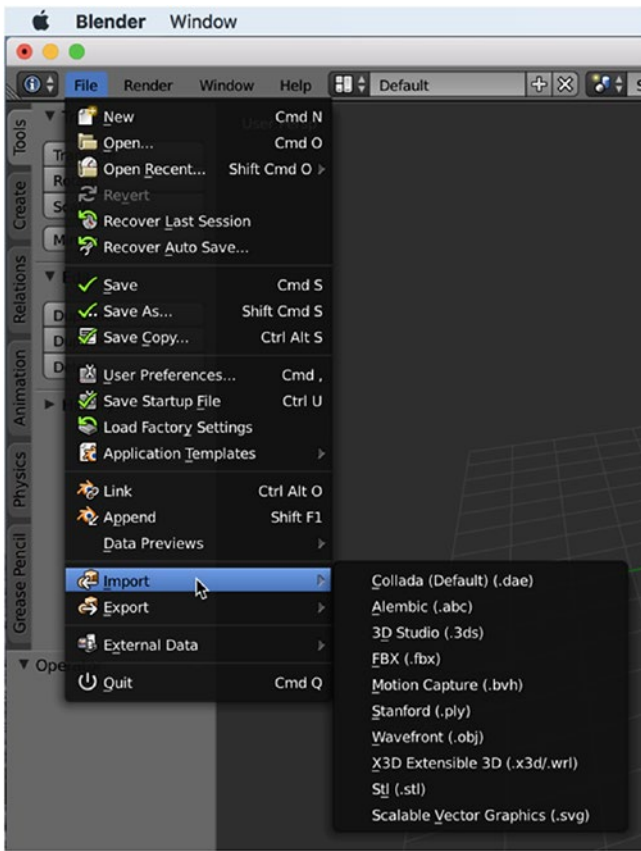 Blender Window
File Render Window Help Default
New Cmd N
Open... Cmd O
Open Recent... Shift Cmd O
Revert
Recover Last Session
Recover Auto Save...
Save Cmd S
Save As... Shift Cmd S
Save Copy... Ctrl Alt S
User Preferences... Cmd ,
Save Startup File Ctrl U
Load Factory Settings
Application Templates
Link Ctrl Alt O
Append Shift F1
Data Previews
Import
Export
External Data
Quit Cmd Q
Collada (Default) (.dae)
Alembic (.abc)
3D Studio (.3ds)
FBX (.fbx)
Motion Capture (.bvh)
Stanford (.ply)
Wavefront (.obj)
X3D Extensible 3D (.x3d/.wrl)
Stl (.stl)
Scalable Vector Graphics (.svg)
Tools
Create
Relations
Animation
Physics
Grease Pencil